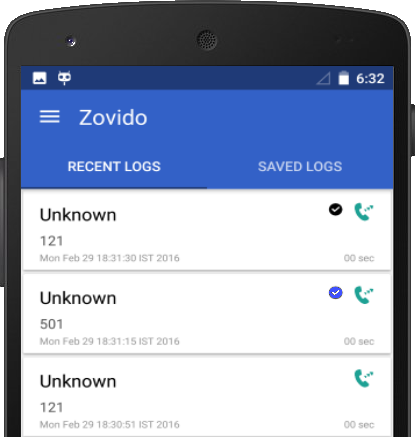 6:32
Zovido
RECENT LOGS SAVED LOGS
Unknown
121
Mon Feb 29 18:31:30 IST 2016 00 sec
Unknown
501
Mon Feb 29 18:31:15 IST 2016 00 sec
Unknown
121
Mon Feb 29 18:30:51 IST 2016 00 sec